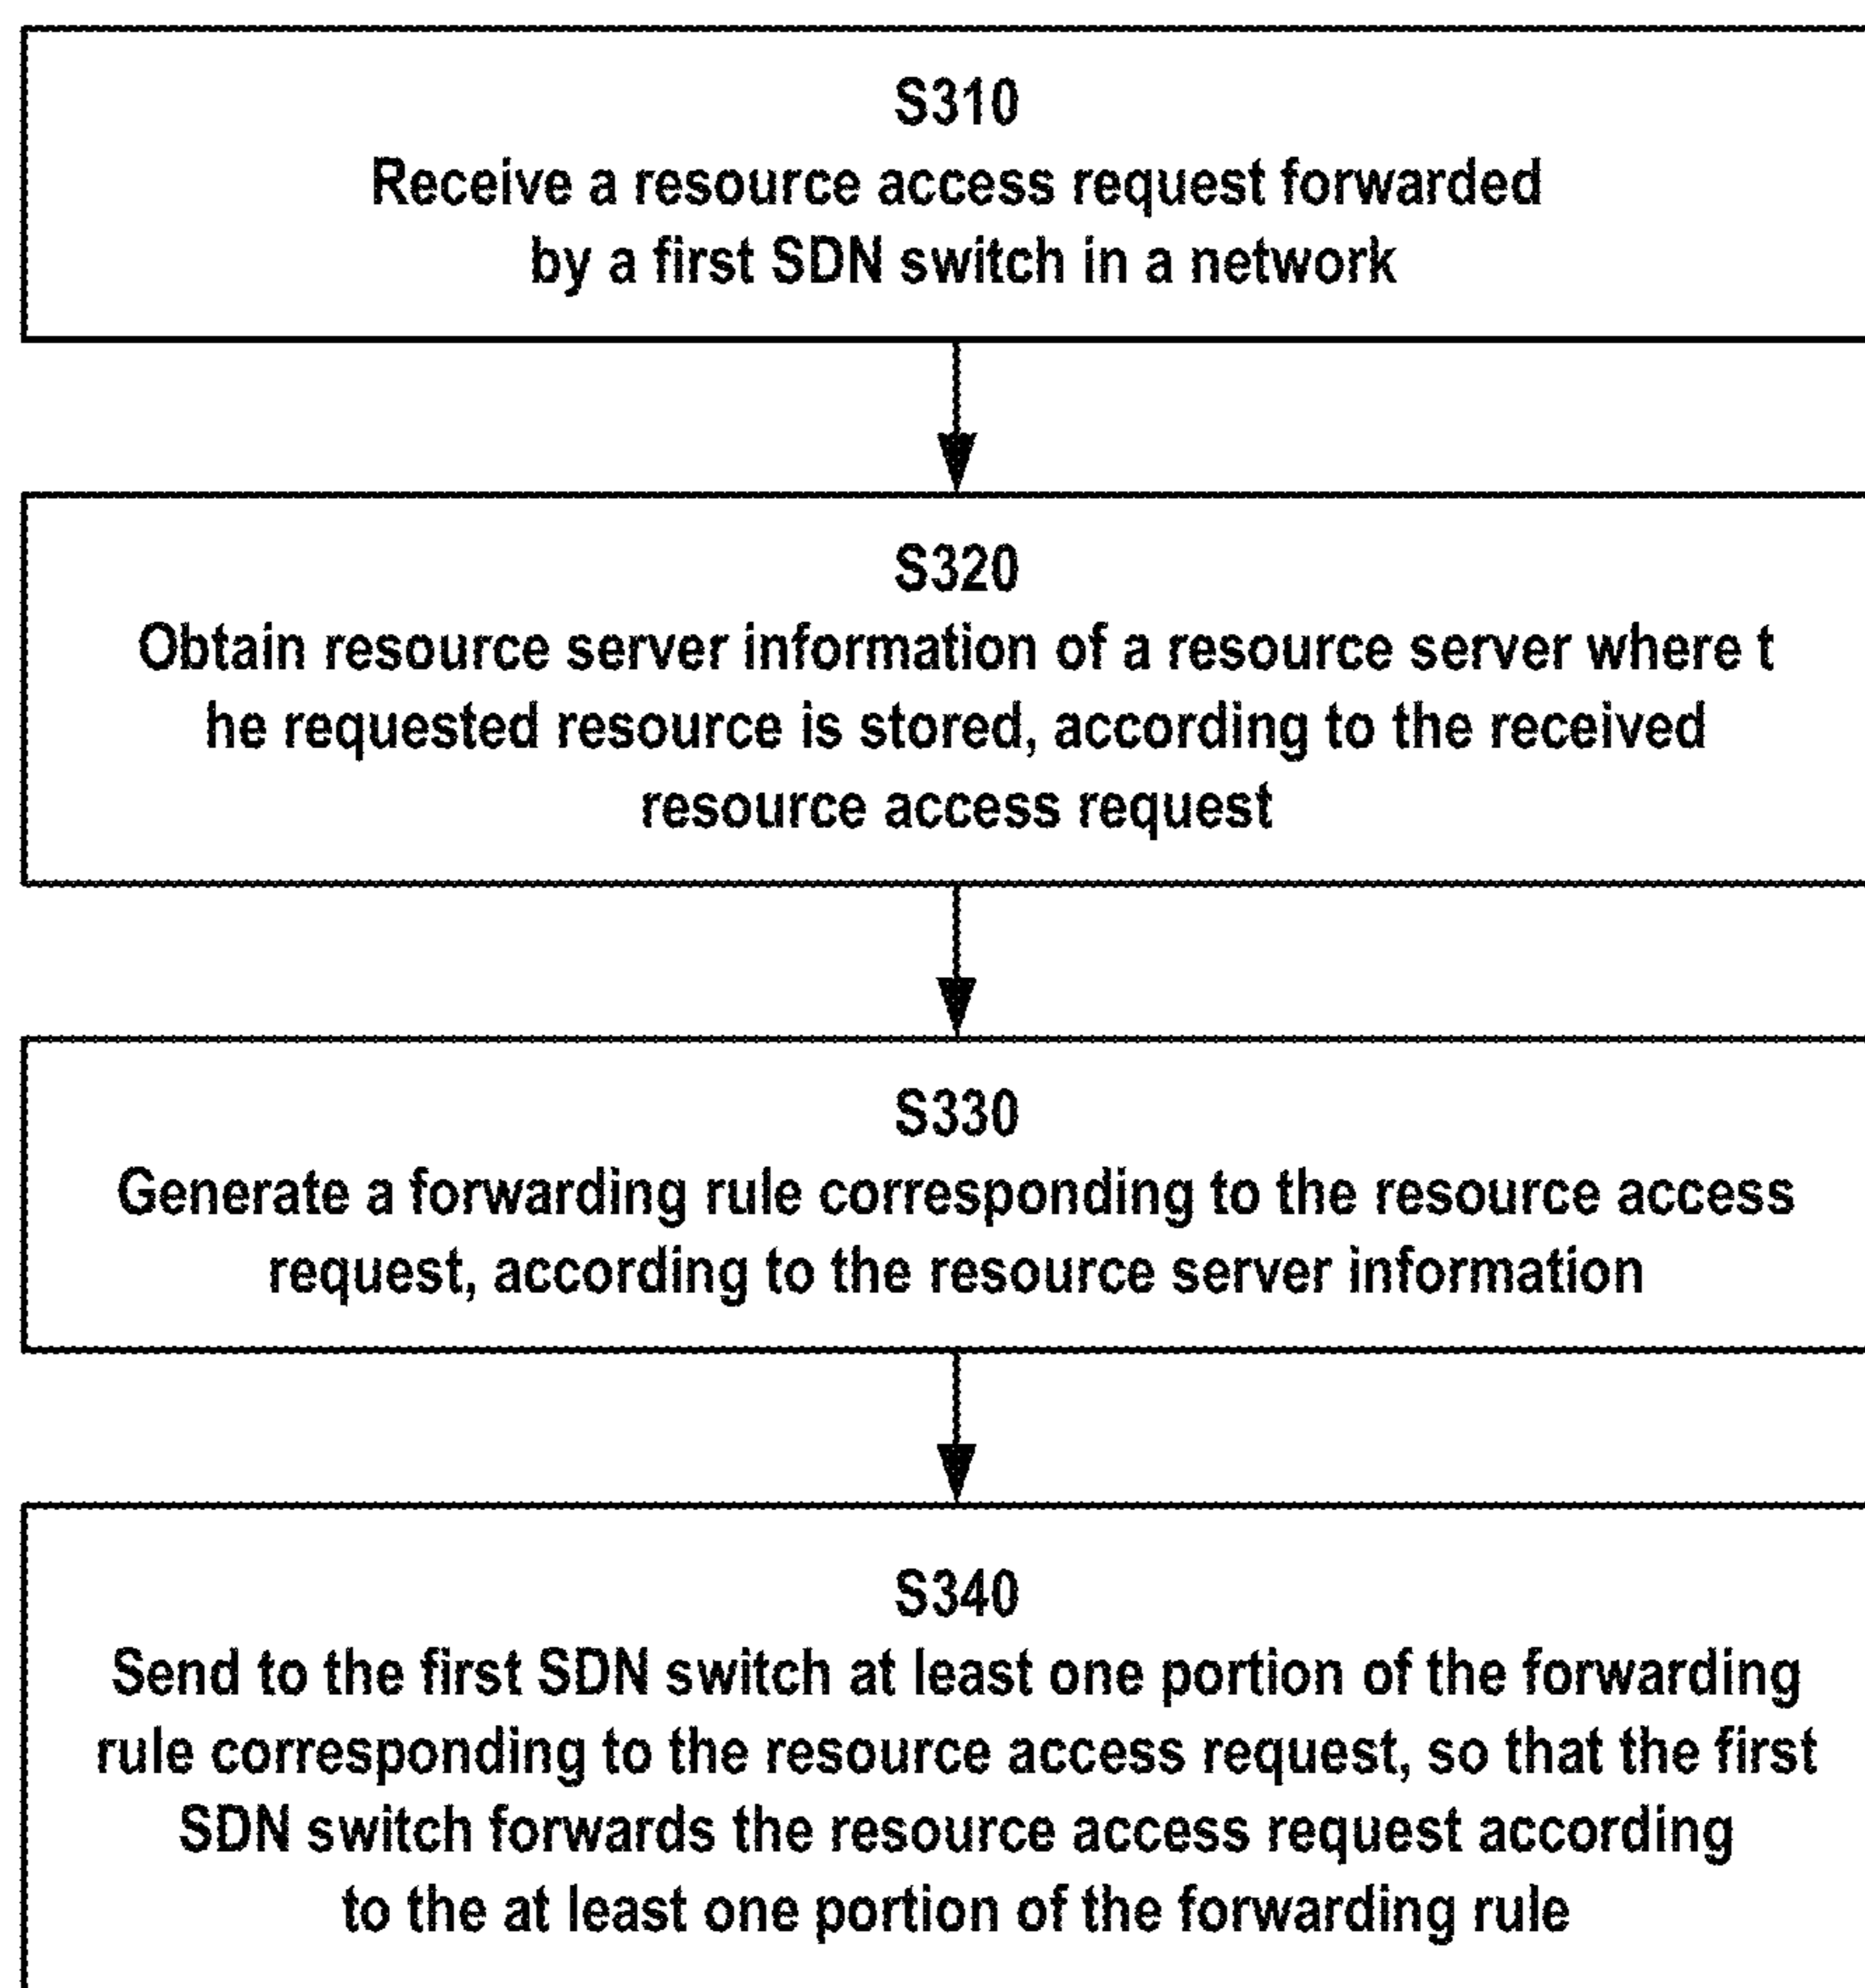 S310
Receive a resource access request forwarded
by a first SDN switch in a network
S320
Obtain resource server information of a resource server where t
he requested resource is stored, according to the received
resource access request
S330
Generate a forwarding rule corresponding to the resource access
request, according to the resource server information
S340
Send to the first SDN switch at least one portion of the forwarding
rule corresponding to the resource access request, so that the first
SDN switch forwards the resource access request according
to the at least one portion of the forwarding rule